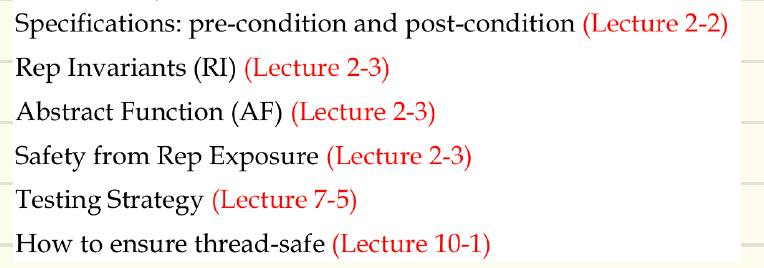 Specifications: pre-condition and post-condition (Lecture 2-2)
Rep Invariants (RI) (Lecture 2-3)
Abstract Function (AF) (Lecture 2-3)
Safety from Rep Exposure (Lecture 2-3)
Testing Strategy (Lecture 7-5)
How to ensure thread-safe (Lecture 10-1)